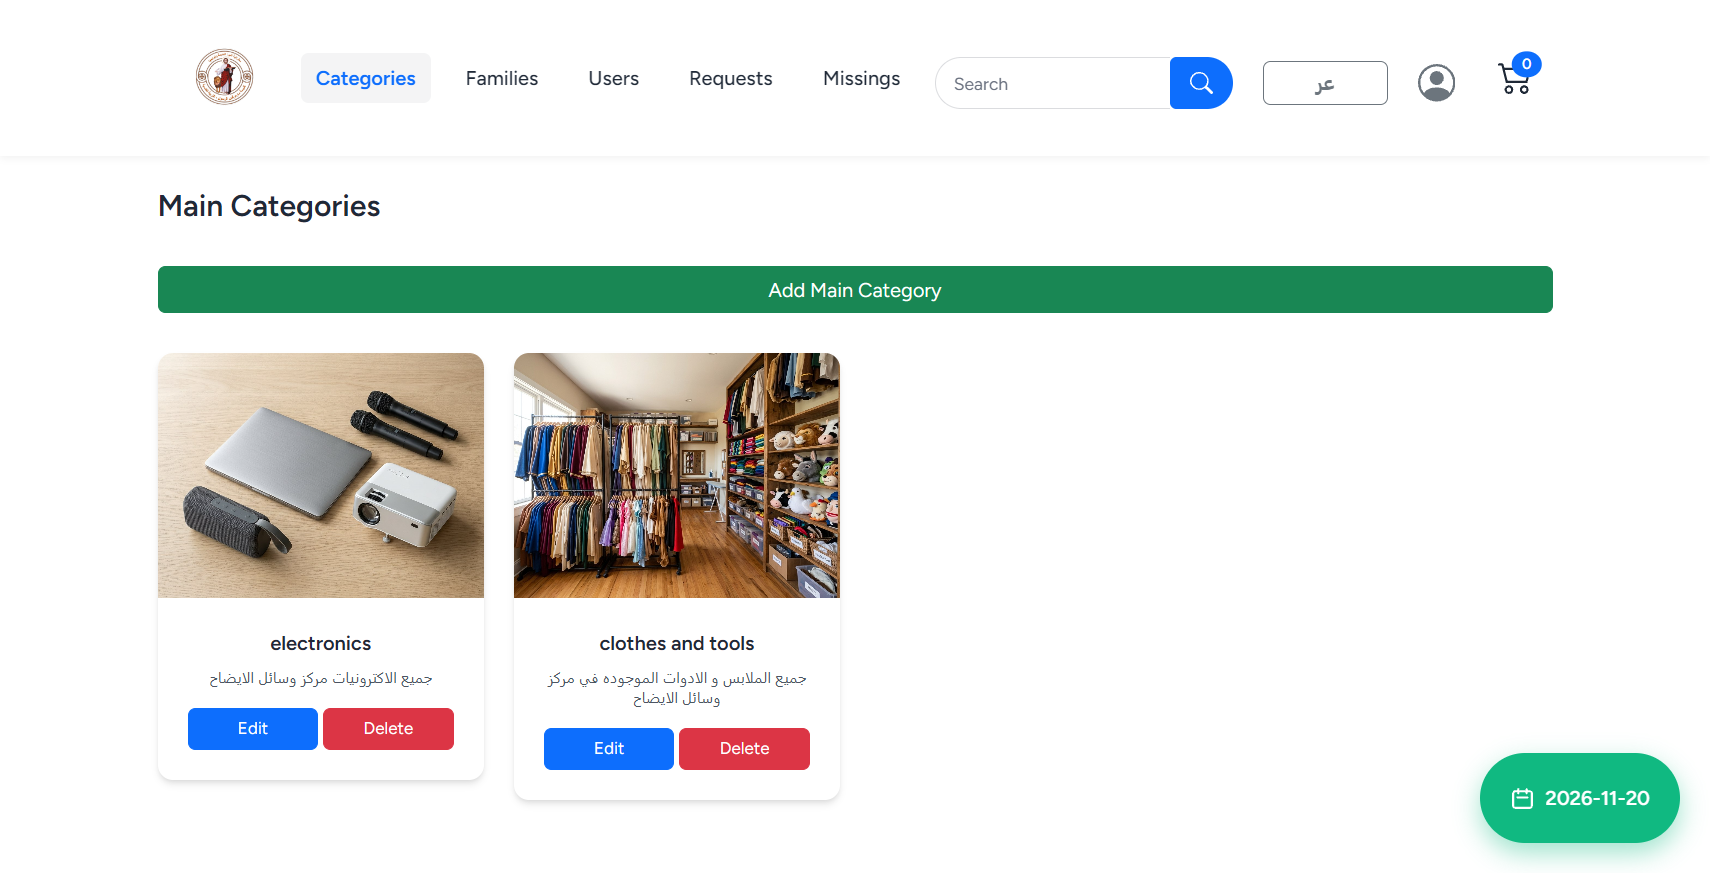 Categories
Families
Users
Requests
Missings
Search
عر
0
Main Categories
Add Main Category
electronics
جميع الاكترونيات مركز وسائل الايضاح
Edit
Delete
clothes and tools
جميع الملابس و الادوات الموجوده في مركز
وسائل الايضاح
Edit
Delete
2026-11-20